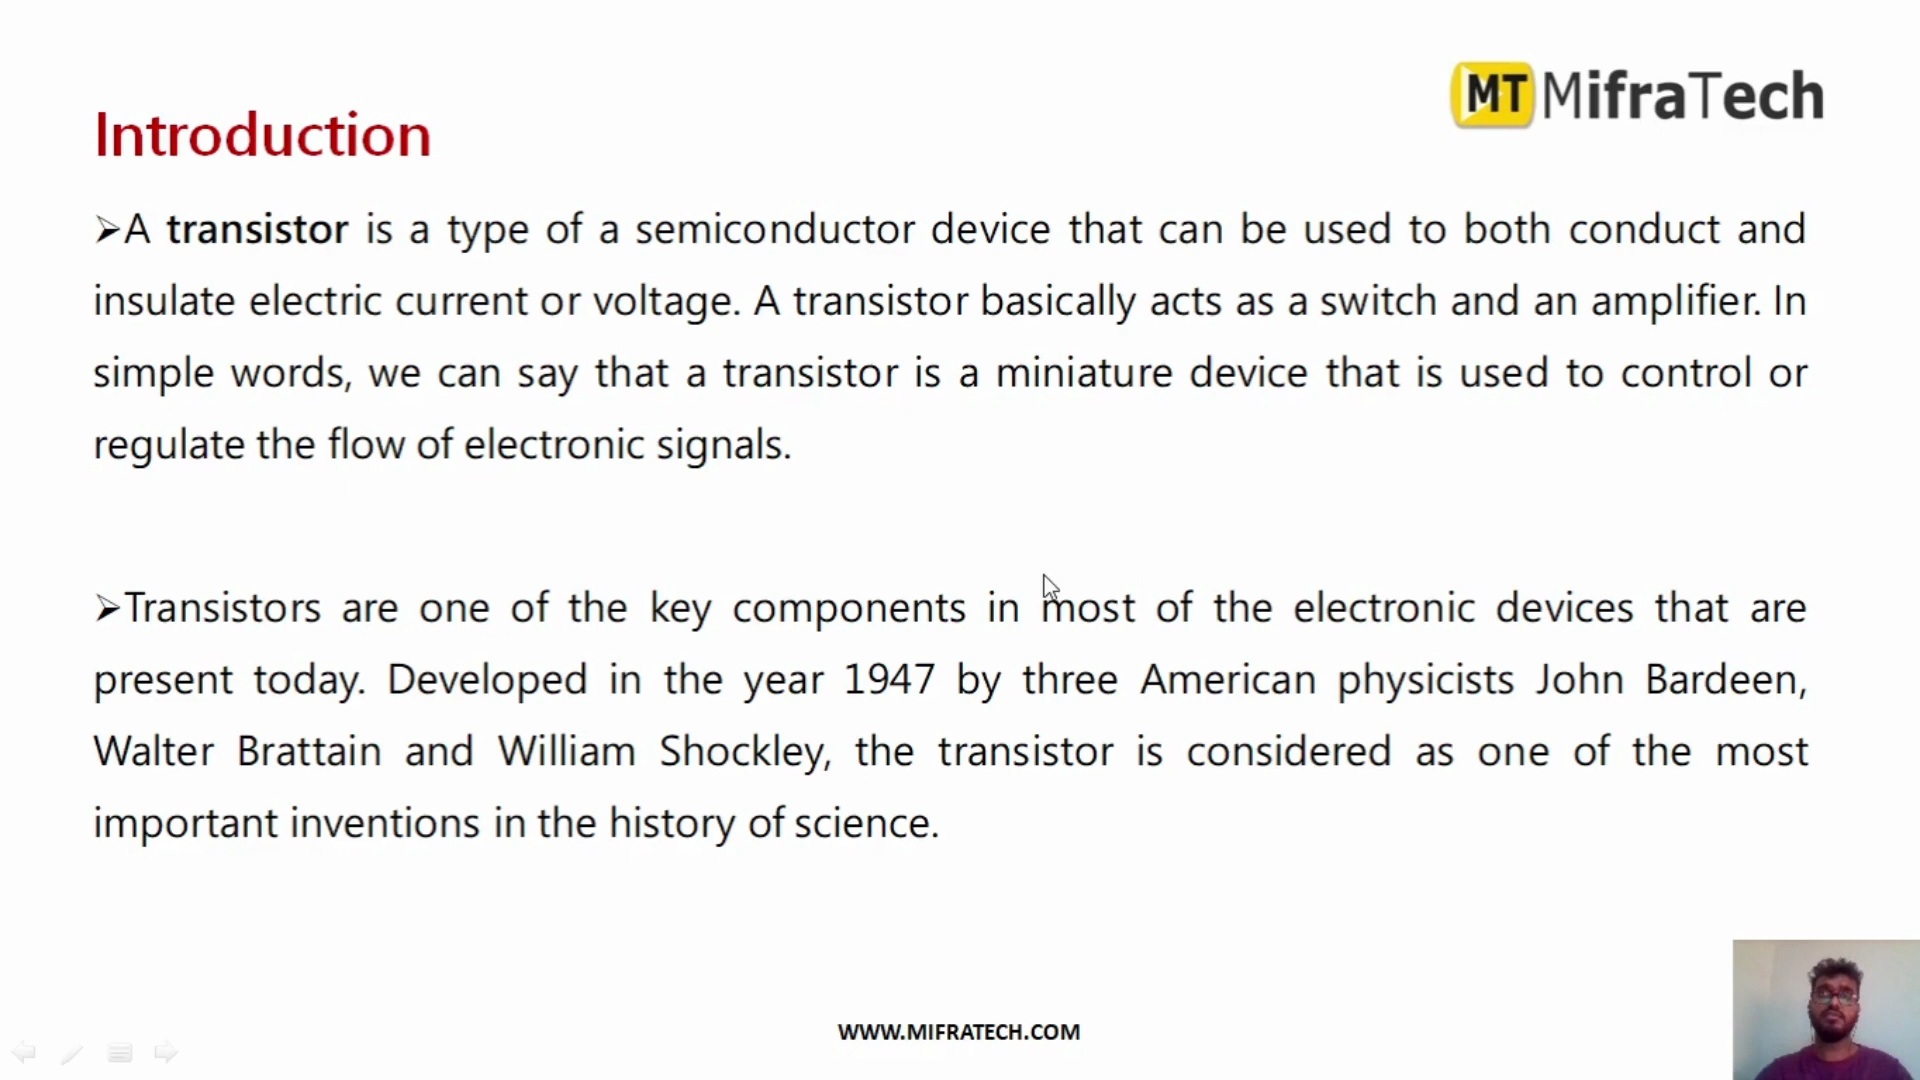 MT MifraTech
Introduction
➢A transistor is a type of a semiconductor device that can be used to both conduct and
insulate electric current or voltage. A transistor basically acts as a switch and an amplifier. In
simple words, we can say that a transistor is a miniature device that is used to control or
regulate the flow of electronic signals.
➢Transistors are one of the key components in most of the electronic devices that are
present today. Developed in the year 1947 by three American physicists John Bardeen,
Walter Brattain and William Shockley, the transistor is considered as one of the most
important inventions in the history of science.
WWW.MIFRATECH.COM